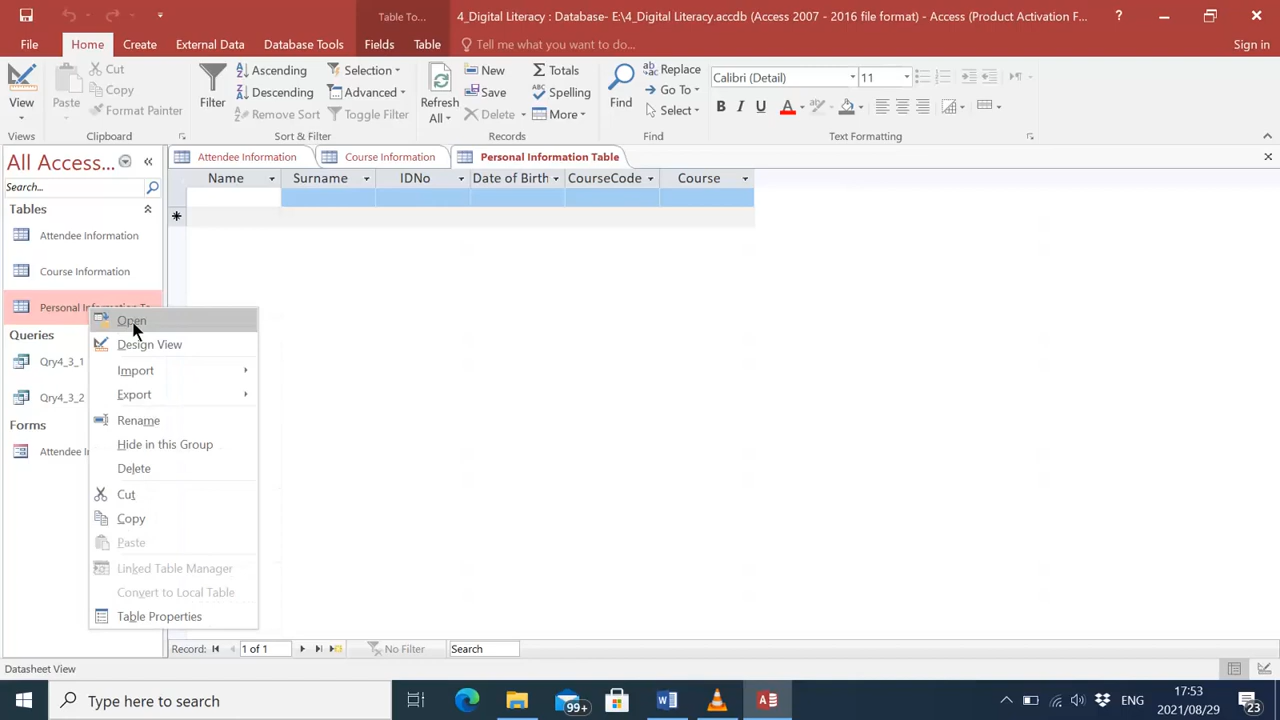 Table To...
4_Digital Literacy : Database- E:\4_Digital Literacy.accdb (Access 2007 - 2016 file format) - Access (Product Activation F...
?
File
Home
Create
External Data
Database Tools
Fields
Table
Tell me what you want to do...
Sign in
View
Paste
Cut
Copy
Format Painter
Filter
Ascending
Descending
Remove Sort
Selection
Advanced
Toggle Filter
Refresh
All
New
Save
Delete
Totals
Spelling
More
Find
Replace
Go To
Select
Calibri (Detail)
11
B I U A
Views
Clipboard
Sort & Filter
Records
Find
Text Formatting
All Access...
Search...
Tables
Attendee Information
Course Information
Personal Information Ta
Queries
Qry4_3_1
Qry4_3_2
Forms
Attendee I
Attendee Information
Course Information
Personal Information Table
Name
Surname
IDNo
Date of Birth
CourseCode
Course
Open
Design View
Import
Export
Rename
Hide in this Group
Delete
Cut
Copy
Paste
Linked Table Manager
Convert to Local Table
Table Properties
Record:
1 of 1
No Filter
Search
Datasheet View
Type here to search
99+
ENG
17:53
2021/08/29
23